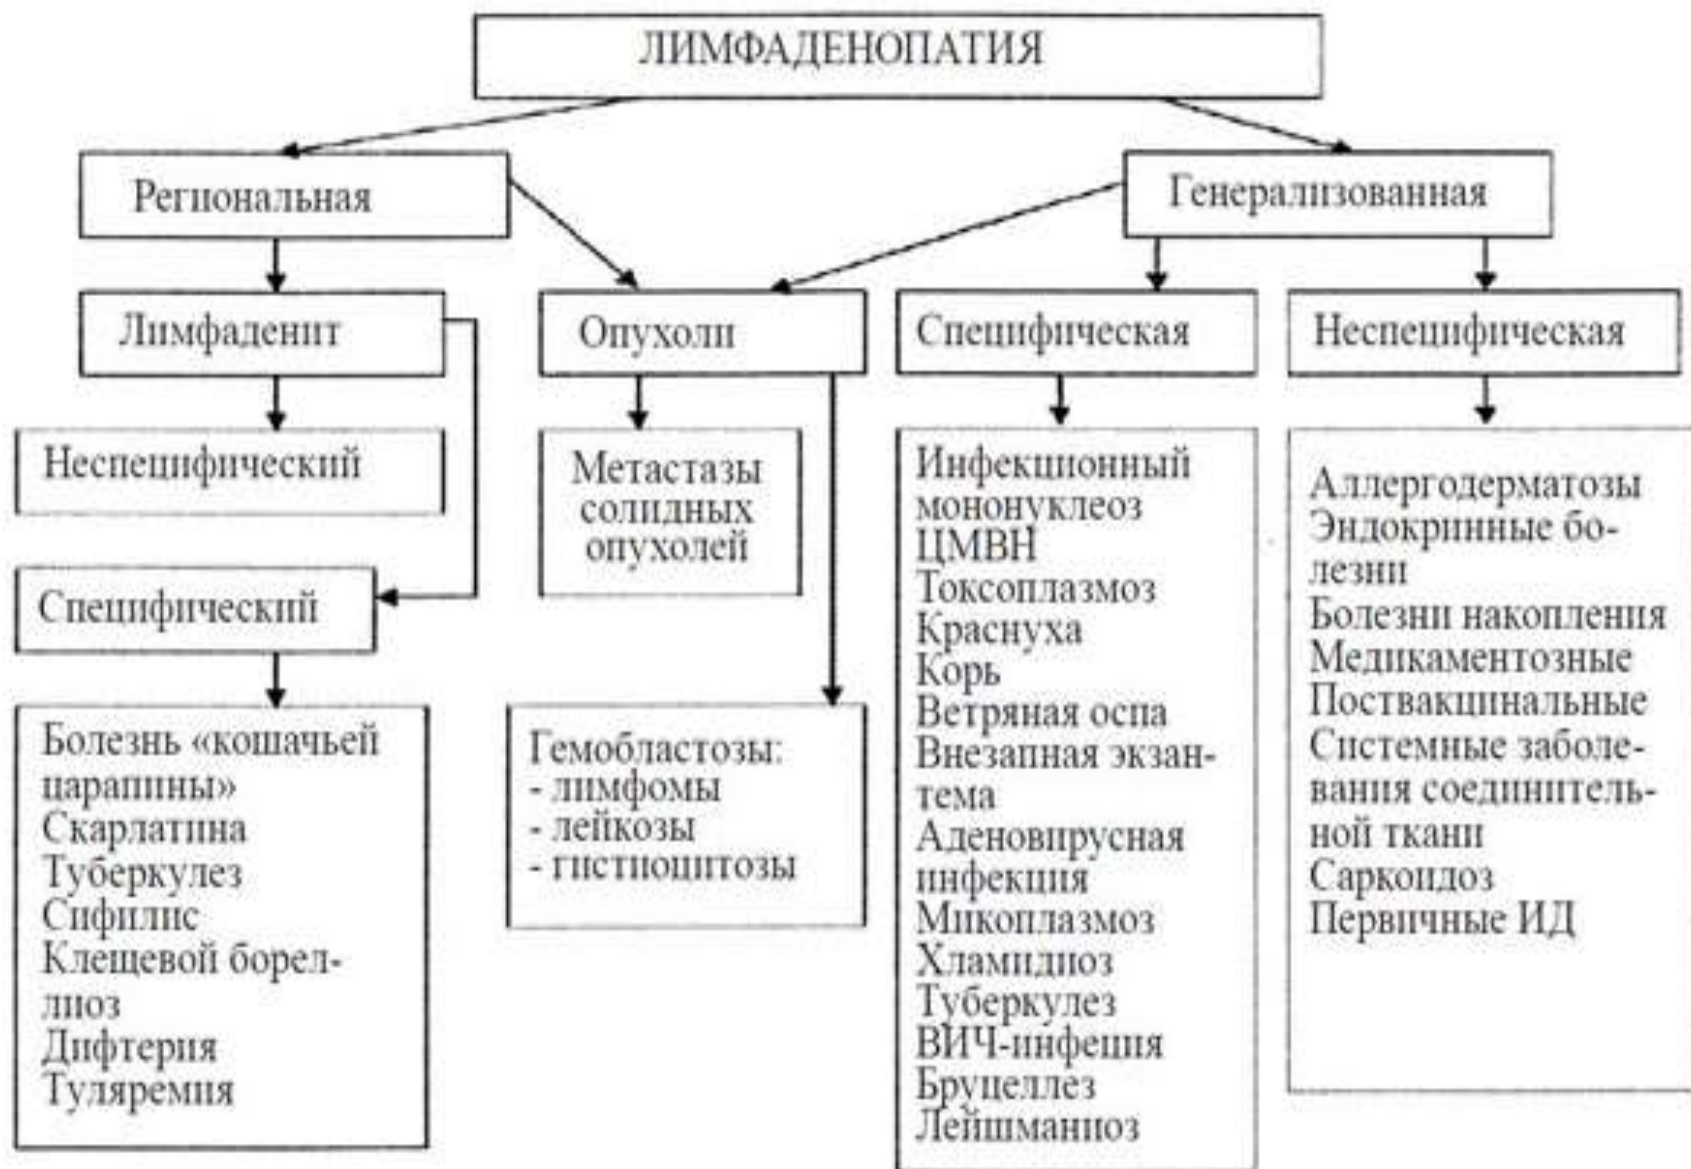 ЛИМФАДЕНОПАТИЯ
Региональная
Генерализованная
Лимфаденит
Опухоли
Специфическая
Неспецифическая
Неспецифический
Специфический
Болезнь «кошачьей
царапины»
Скарлатина
Туберкулез
Сифилис
Клещевой борел-
лиоз
Дифтерия
Туляремия
Метастазы
солидных
опухолей
Гемобластозы:
- лимфомы
- лейкозы
- гистиоцитозы
Инфекционный
мононуклеоз
ЦМВН
Токсоплазмоз
Краснуха
Корь
Ветряная оспа
Внезапная экзан-
тема
Аденовирусная
инфекция
Микоплазмоз
Хламидиоз
Туберкулез
ВИЧ-инфеция
Бруцеллез
Лейшманиоз
Аллергодерматозы
Эндокринные бо-
лезни
Болезни накопления
Медикаментозные
Поствакцинальные
Системные заболе-
вания соединитель-
ной ткани
Саркоидоз
Первичные ИД